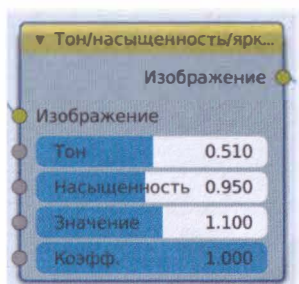 Тон/насыщенность/ярк...
Изображение
Изображение
Тон 0.510
Насыщенность 0.950
Значение 1.100
Коэфф. 1.000